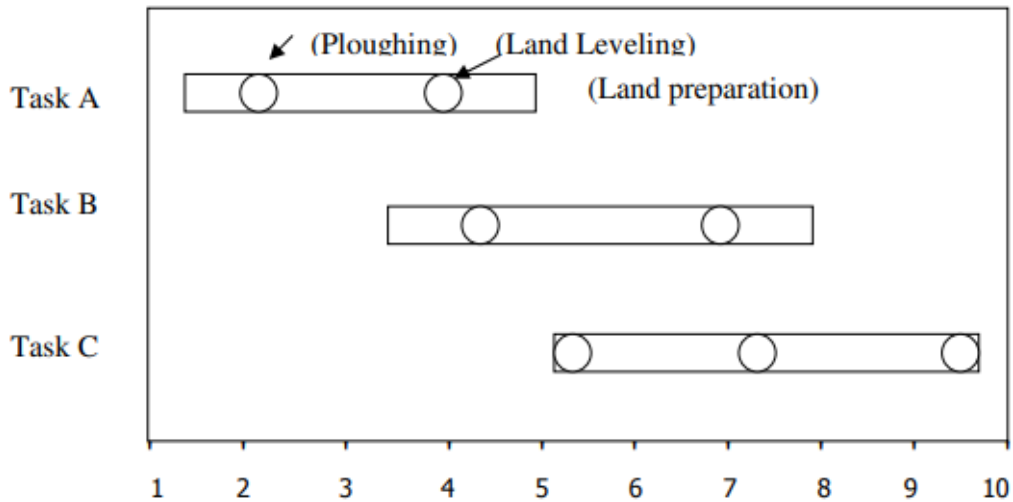 (Ploughing) (Land Leveling)
Task A (Land preparation)
Task B
Task C
1 2 3 4 5 6 7 8 9 10